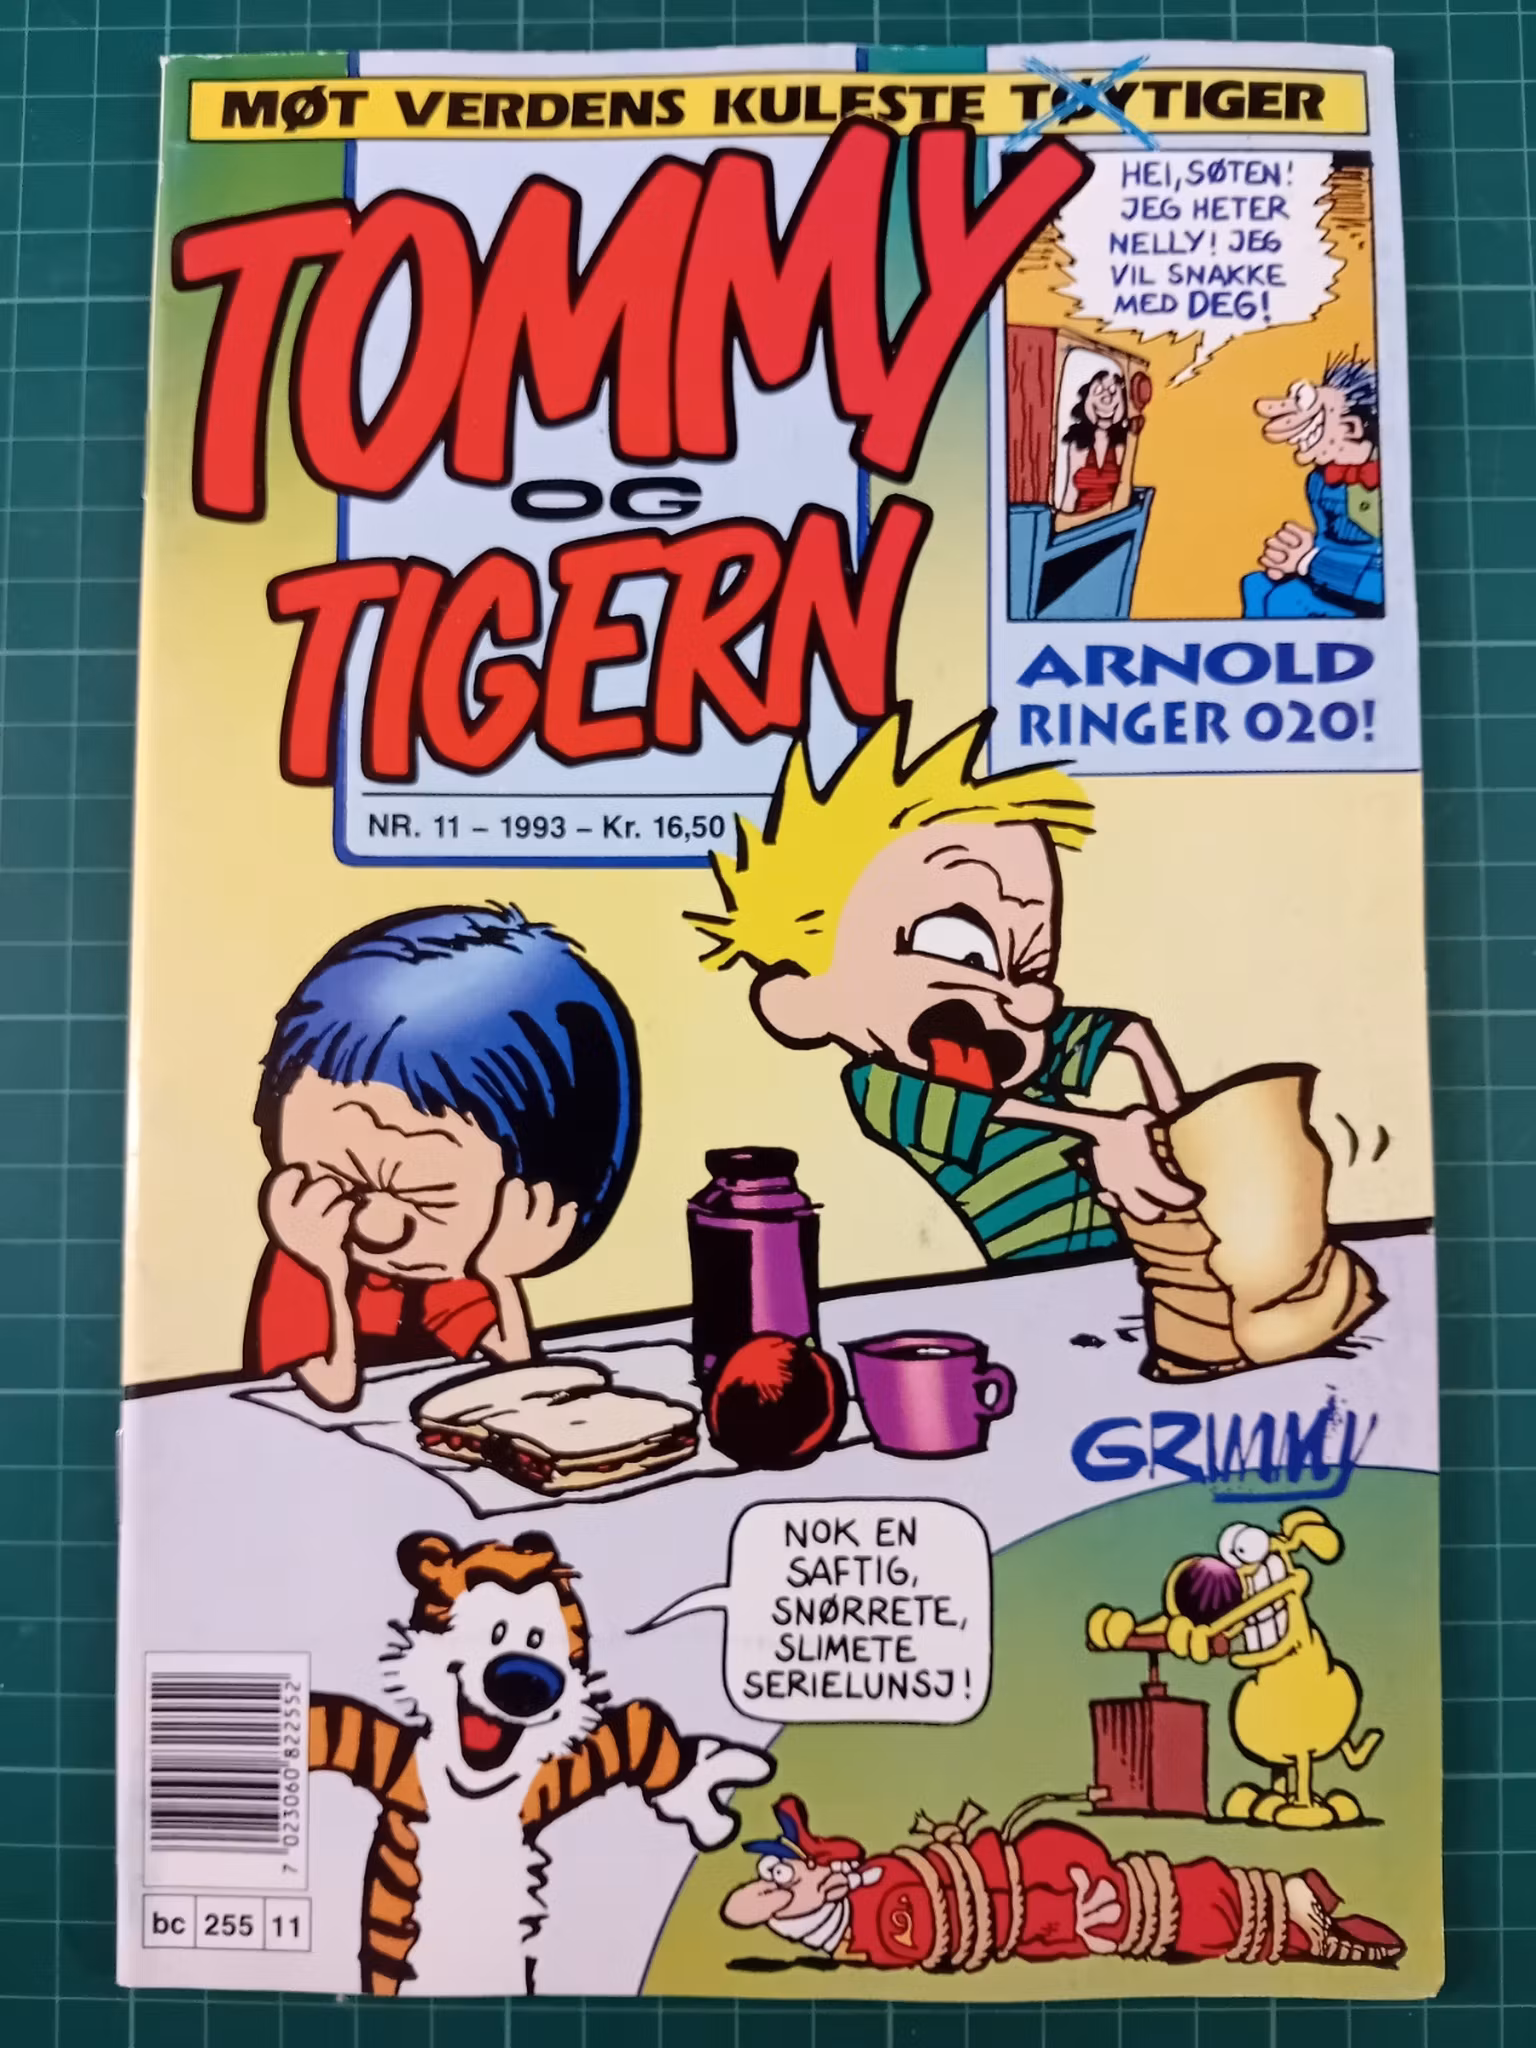 MØT VERDENS KULESTE TØYTIGER
TOMMY
OG
TIGERN
NR. 11 – 1993 – Kr. 16,50
HEI, SØTEN!
JEG HETER
NELLY! JEG
VIL SNAKKE
MED DEG!
ARNOLD
RINGER 020!
GRIMMY
NOK EN
SAFTIG,
SNØRRETE,
SLIMETE
SERIELUNSJ!
7 023060 822552
bc 255 11